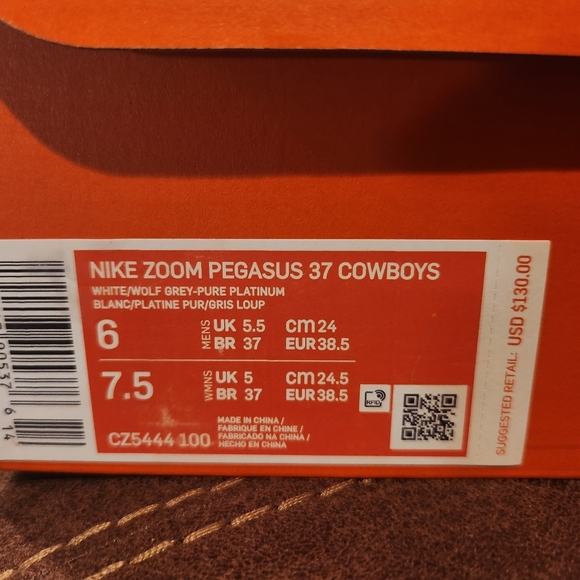 NIKE ZOOM PEGASUS 37 COWBOYS
WHITE/WOLF GREY-PURE PLATINUM
BLANC/PLATINE PUR/GRIS LOUP
6 MENS UK 5.5 cm 24
BR 37 EUR 38.5
7.5 WMNS UK 5 cm 24.5
BR 37 EUR 38.5
RFID
CZ5444 100
MADE IN CHINA /
FABRIQUE EN CHINE /
FABRICADO NA CHINA /
HECHO EN CHINA
SUGGESTED RETAIL: USD $130.00